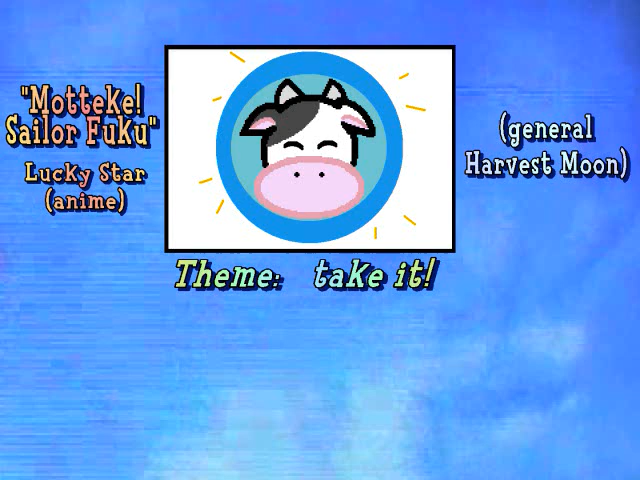 "Motteke!
Sailor Fuku"
Lucky Star
(anime)
(general
Harvest Moon)
Theme: take it!